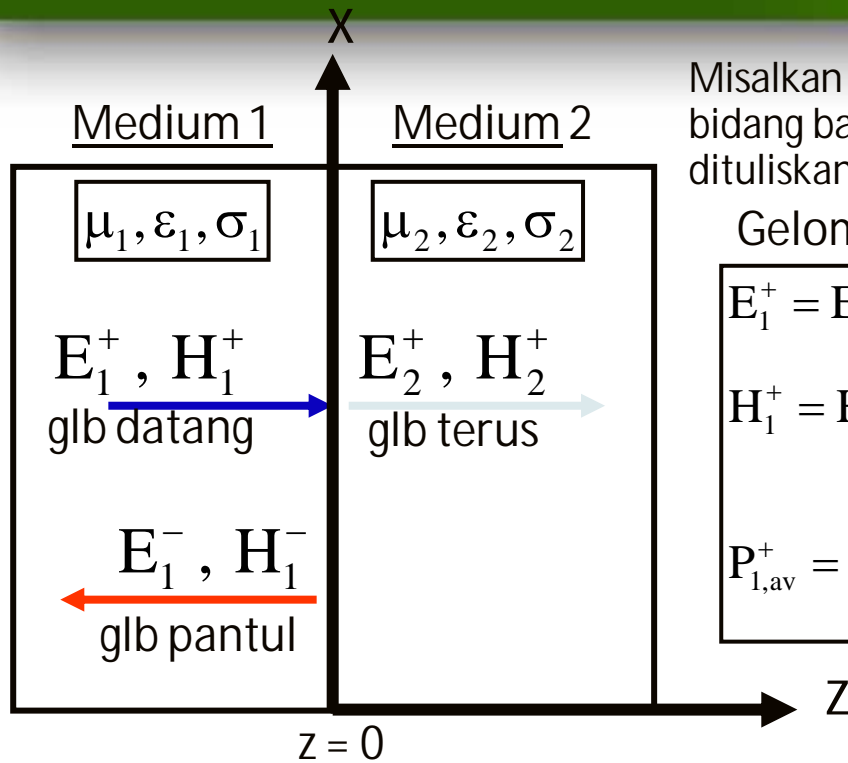 X
Medium 1
Medium 2
μ₁, ε₁, σ₁
μ₂, ε₂, σ₂
E₁⁺ , H₁⁺
glb datang
E₂⁺ , H₂⁺
glb terus
E₁⁻ , H₁⁻
glb pantul
z = 0
Z
Misalkan
bidang ba
dituliskan
Gelon
E₁⁺ = E
H₁⁺ =
P₁,ₐᵥ⁺ =